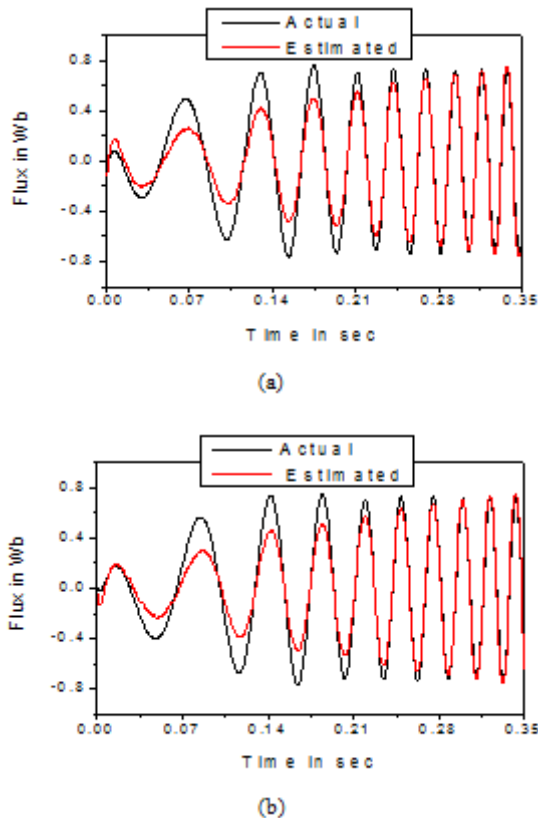 Actual
Estimated
0.8
0.4
0.0
-0.4
-0.8
Flux in Wb
0.00 0.07 0.14 0.21 0.28 0.35
Time in sec
(a)
Actual
Estimated
0.8
0.4
0.0
-0.4
-0.8
Flux in Wb
0.00 0.07 0.14 0.21 0.28 0.35
Time in sec
(b)